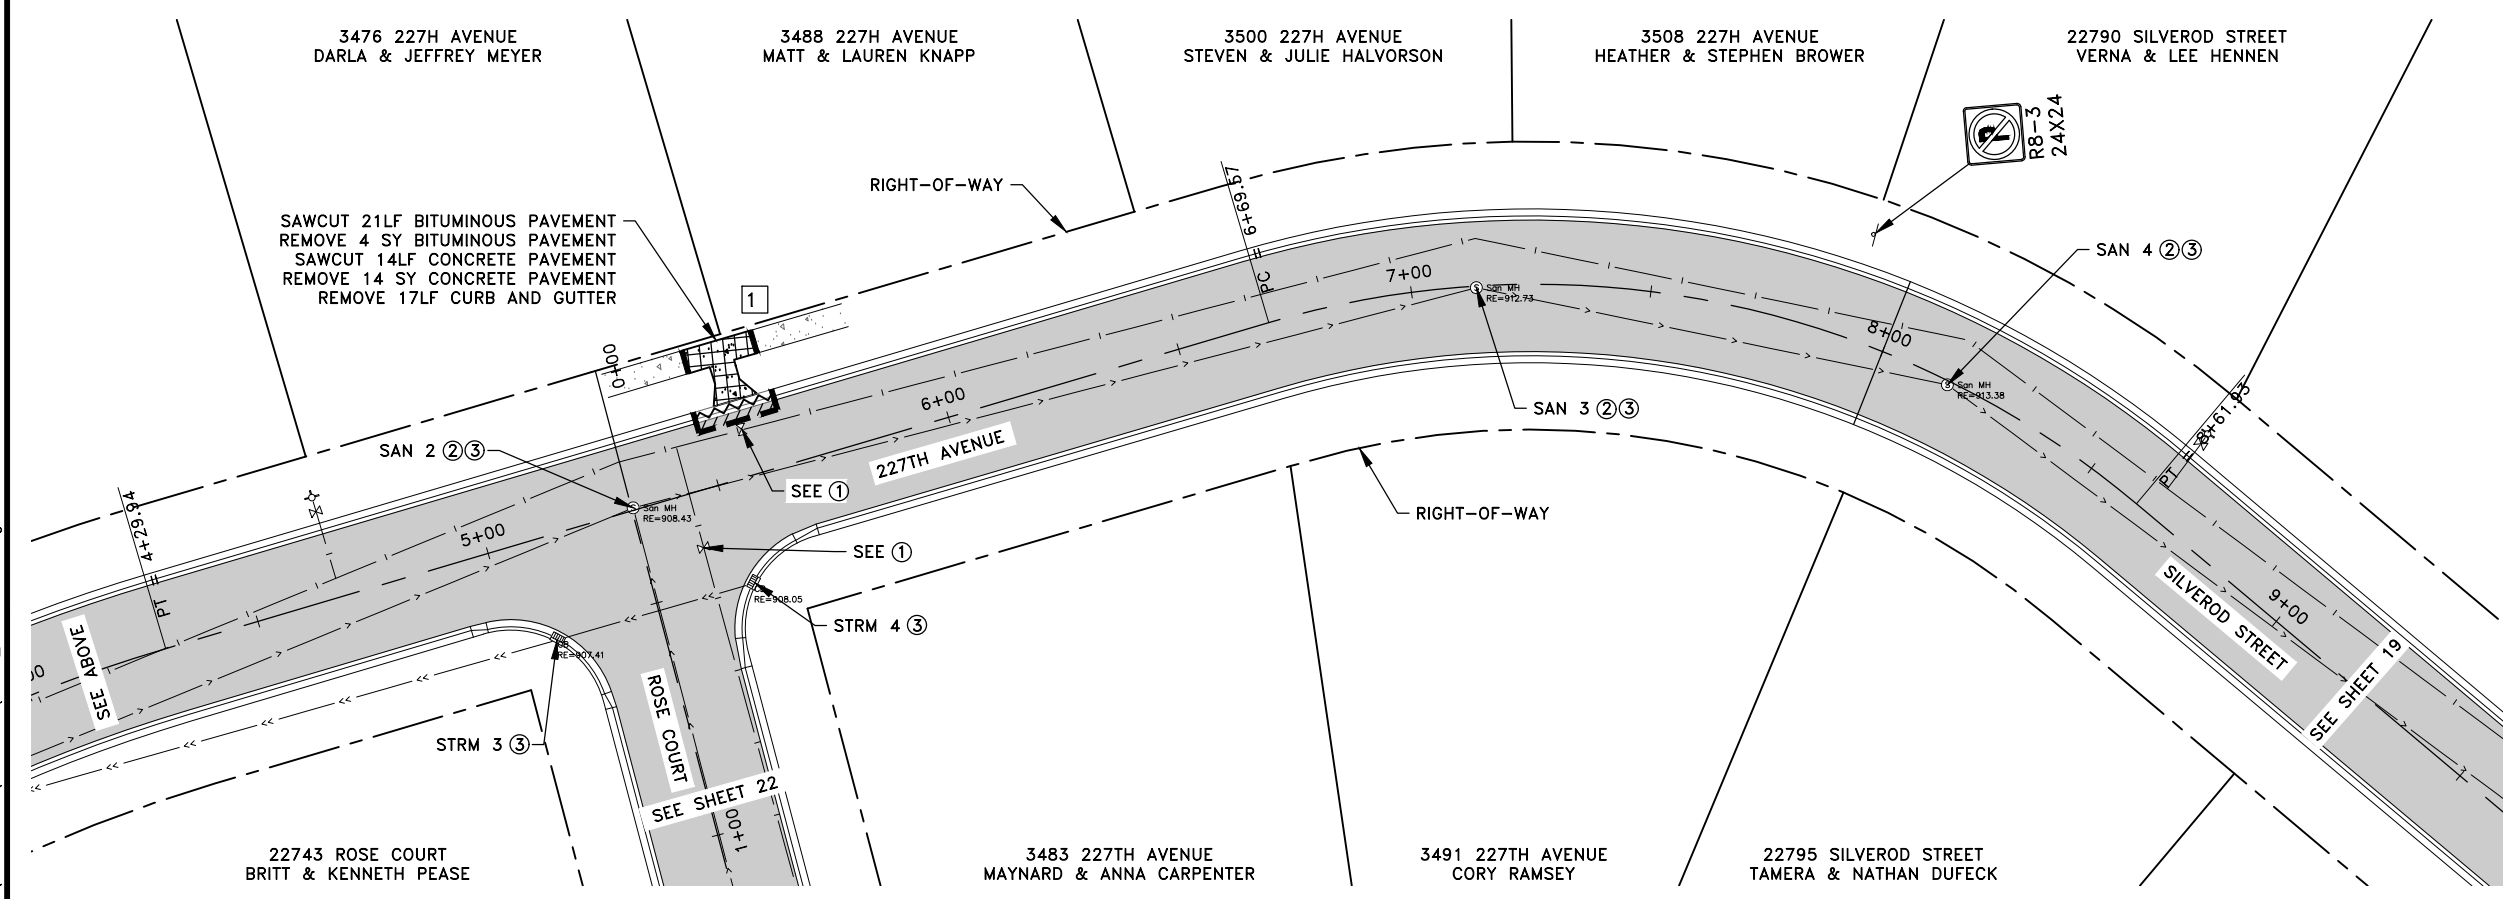 3476 227H AVENUE
DARLA & JEFFREY MEYER
3488 227H AVENUE
MATT & LAUREN KNAPP
3500 227H AVENUE
STEVEN & JULIE HALVORSON
3508 227H AVENUE
HEATHER & STEPHEN BROWER
22790 SILVEROD STREET
VERNA & LEE HENNEN
R8-3
24X24
RIGHT-OF-WAY
SAWCUT 21LF BITUMINOUS PAVEMENT
REMOVE 4 SY BITUMINOUS PAVEMENT
SAWCUT 14LF CONCRETE PAVEMENT
REMOVE 14 SY CONCRETE PAVEMENT
REMOVE 17LF CURB AND GUTTER
1
PC = 6+69.57
7+00
San MH
RE=912.73
SAN 4 ②③
8+00
San MH
RE=913.38
0+00
6+00
SAN 3 ②③
227TH AVENUE
PT = 8+61.93
SAN 2 ②③
San MH
RE=908.43
SEE ①
RIGHT-OF-WAY
PT = 4+29.94
5+00
SEE ①
RE=908.05
STRM 4 ③
SILVEROD STREET
9+00
SEE ABOVE
RE=907.41
STRM 3 ③
ROSE COURT
SEE SHEET 19
SEE SHEET 22
1+00
22743 ROSE COURT
BRITT & KENNETH PEASE
3483 227TH AVENUE
MAYNARD & ANNA CARPENTER
3491 227TH AVENUE
CORY RAMSEY
22795 SILVEROD STREET
TAMERA & NATHAN DUFECK